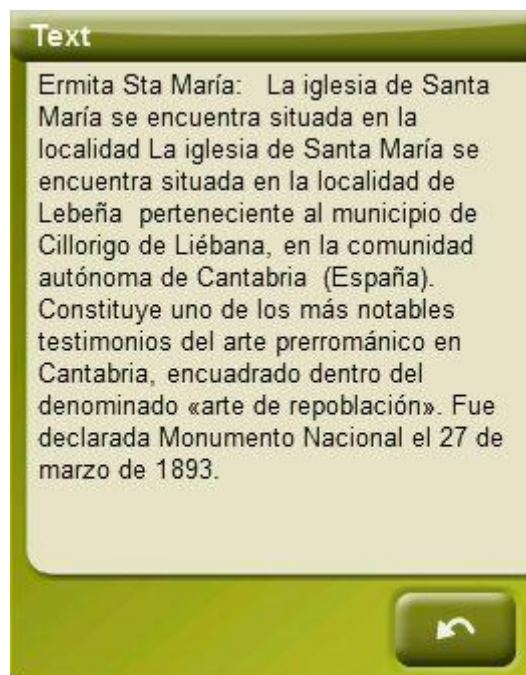 Text
Ermita Sta María:   La iglesia de Santa
María se encuentra situada en la
localidad La iglesia de Santa María se
encuentra situada en la localidad de
Lebeña  perteneciente al municipio de
Cillorigo de Liébana, en la comunidad
autónoma de Cantabria  (España).
Constituye uno de los más notables
testimonios del arte prerrománico en
Cantabria, encuadrado dentro del
denominado «arte de repoblación». Fue
declarada Monumento Nacional el 27 de
marzo de 1893.